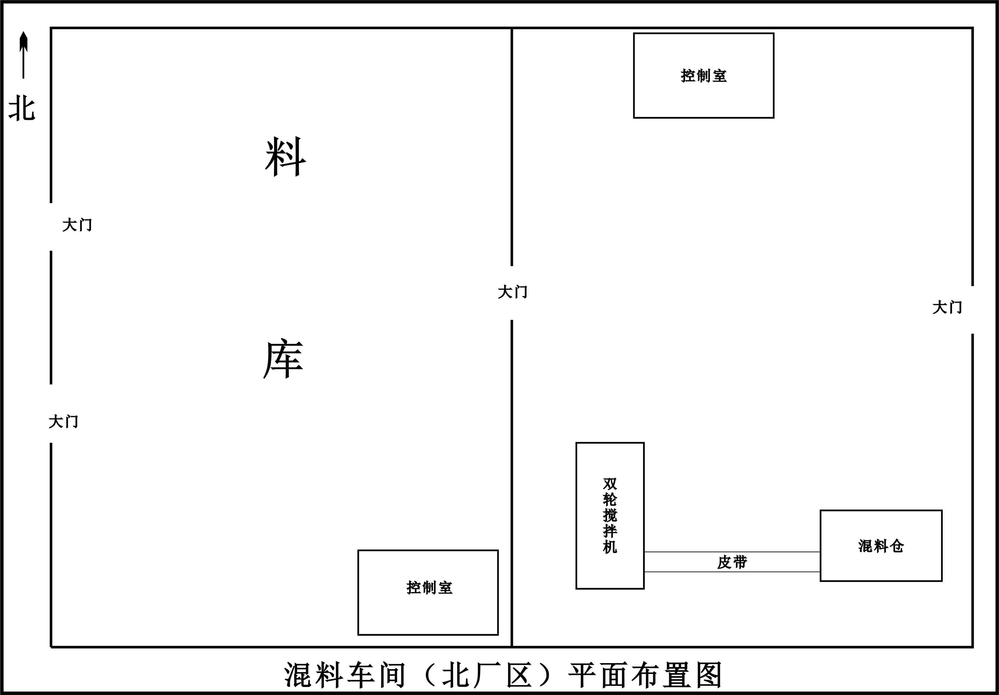 北
控制室
料
大门
大门
大门
库
大门
双轮搅拌机
混料仓
皮带
控制室
混料车间（北厂区）平面布置图